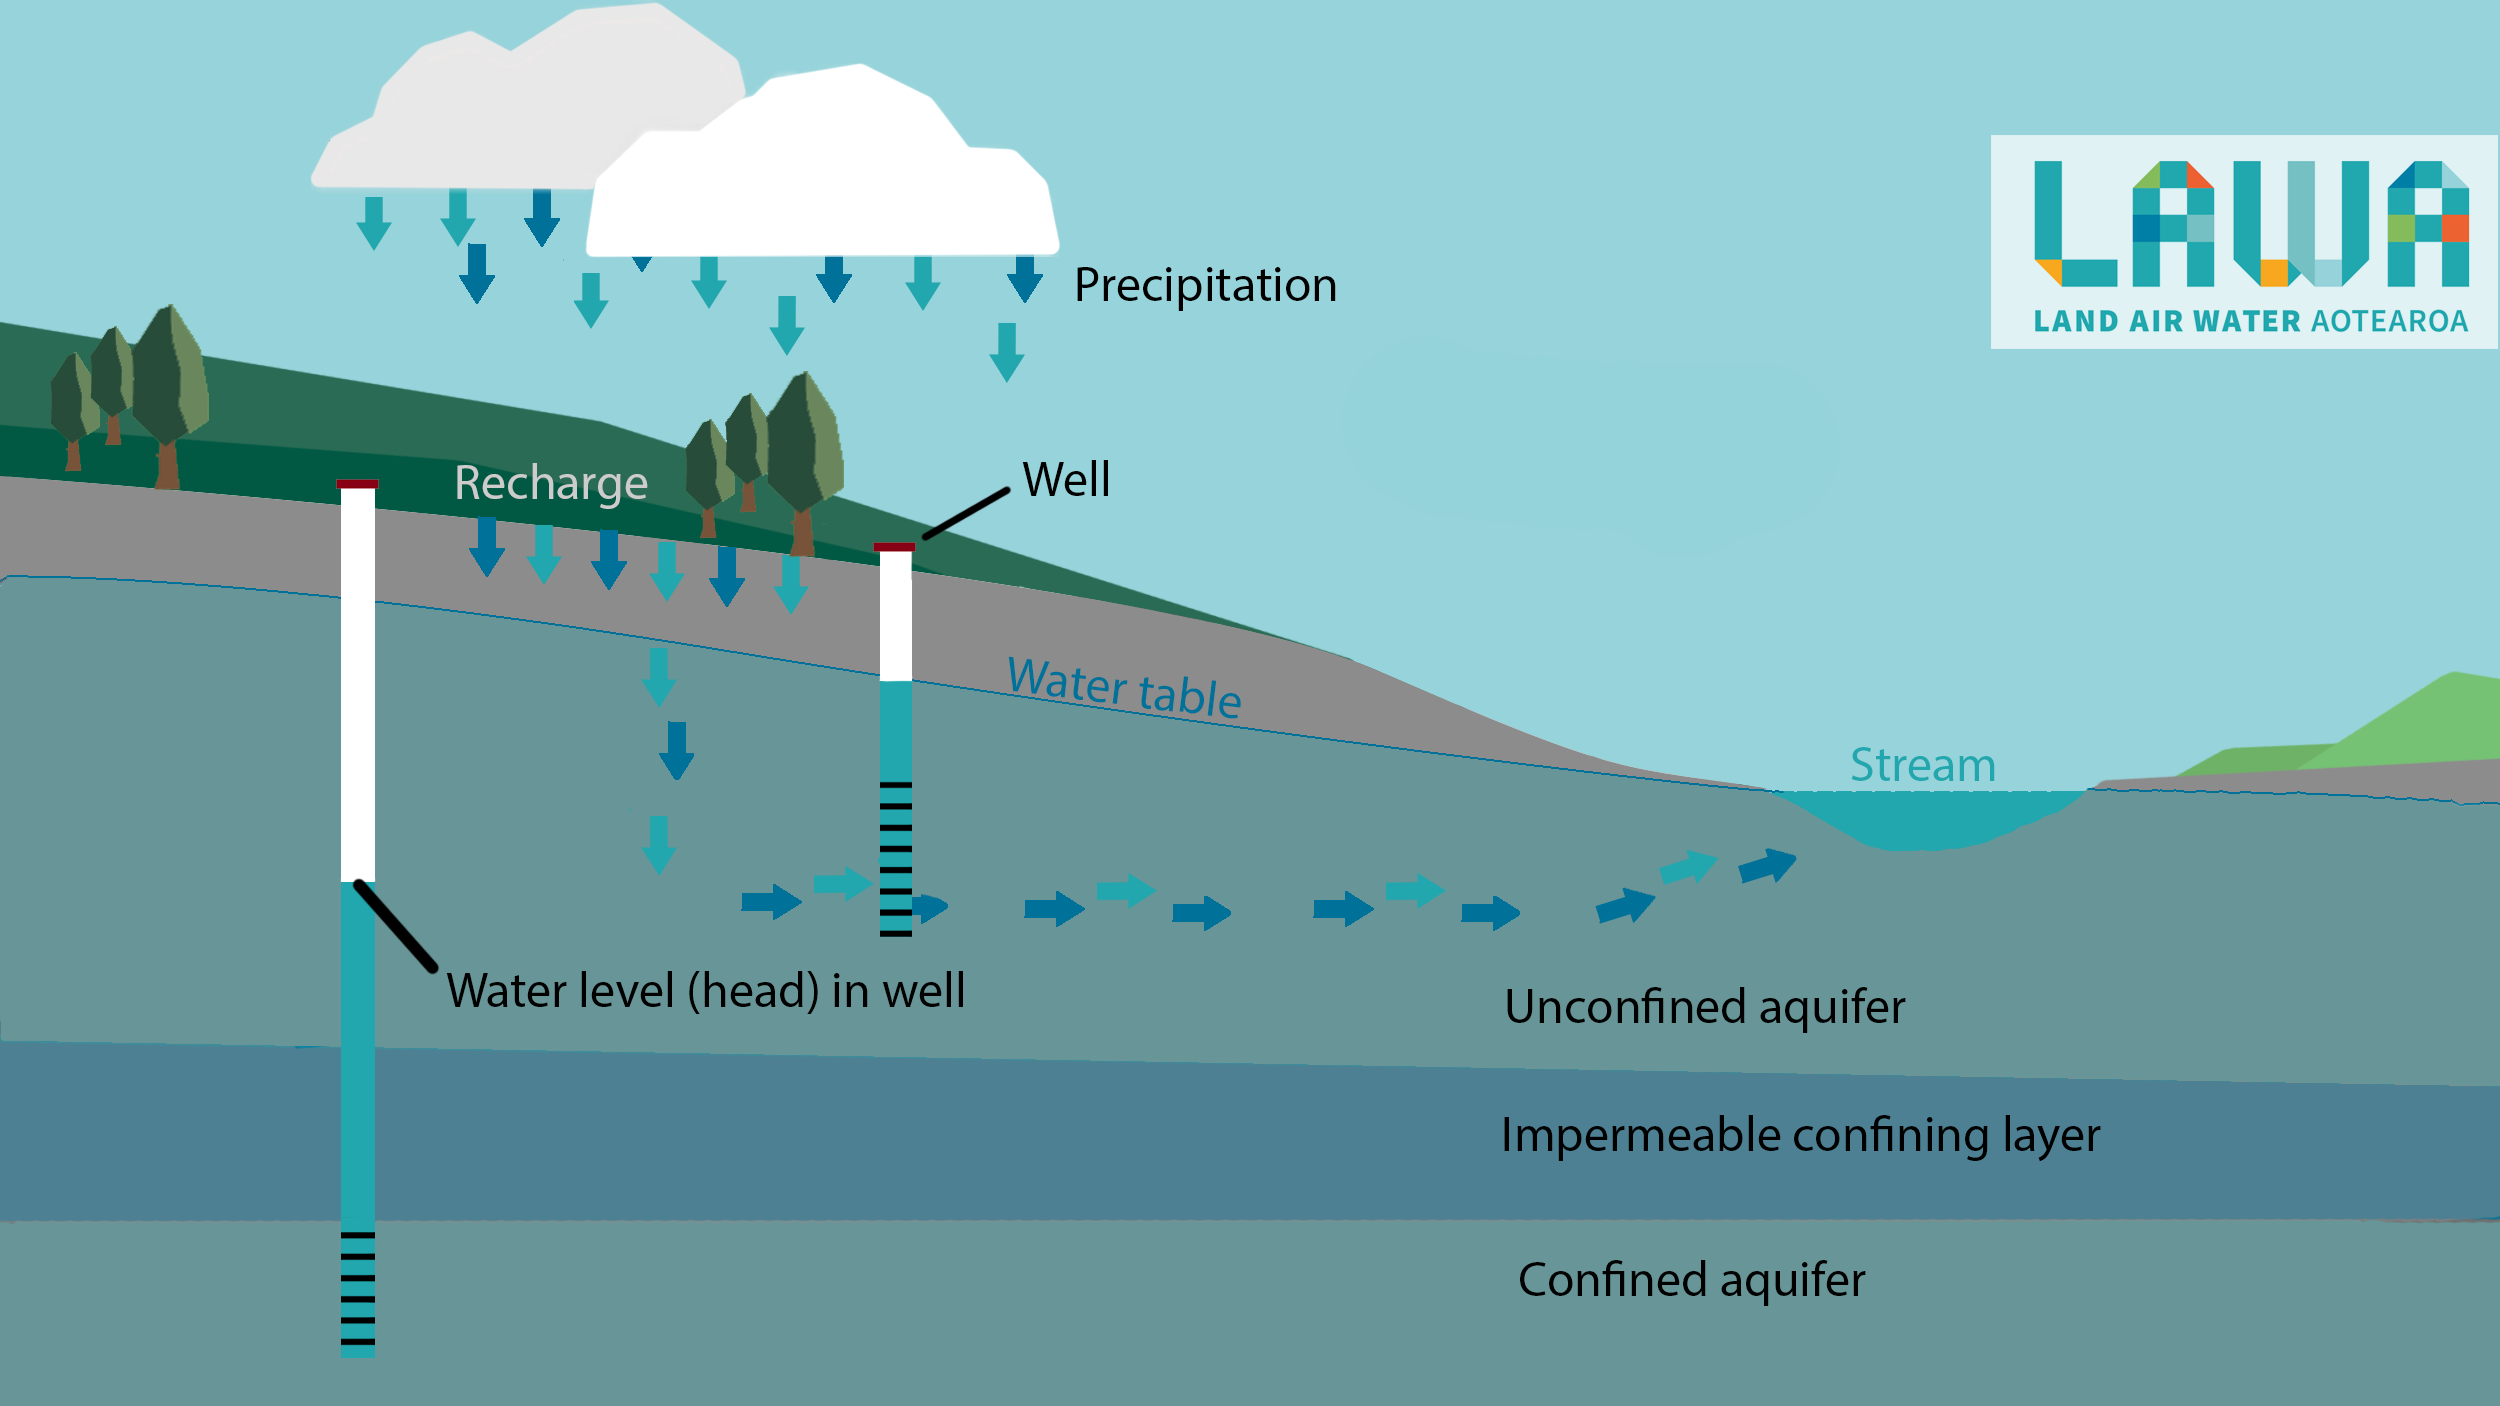 LAWA
LAND AIR WATER AOTEAROA
Precipitation
Recharge
Well
Water table
Stream
Water level (head) in well
Unconfined aquifer
Impermeable confining layer
Confined aquifer